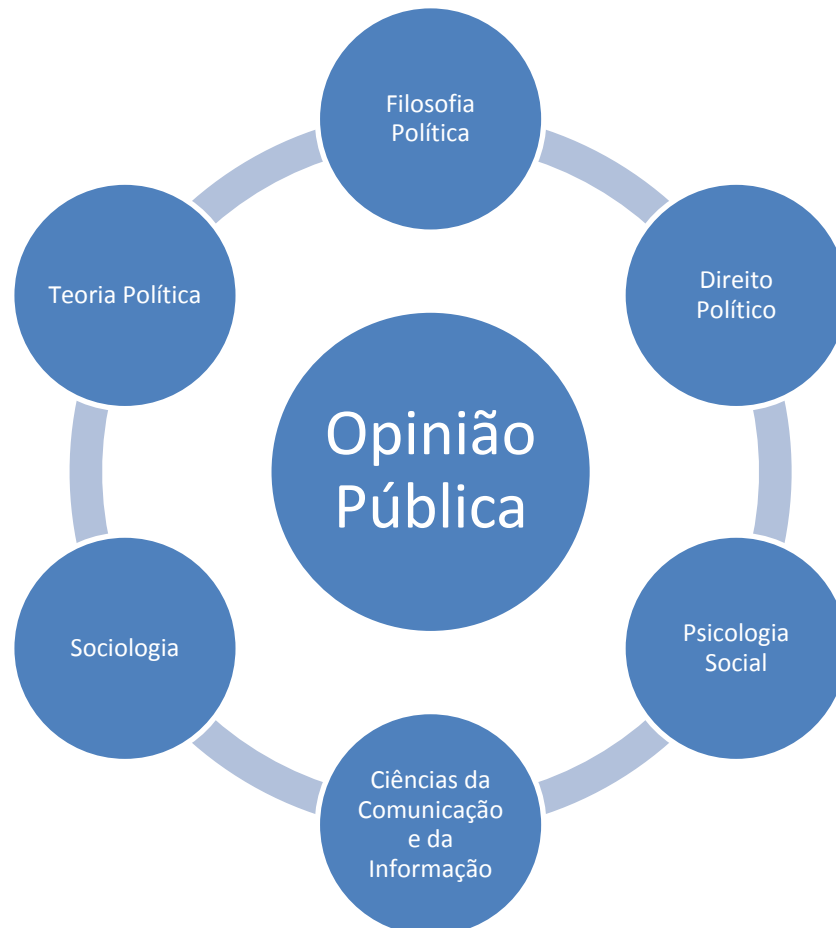 Filosofia
Política
Direito
Político
Psicologia
Social
Ciências da
Comunicação
e da
Informação
Sociologia
Teoria Política
Opinião
Pública